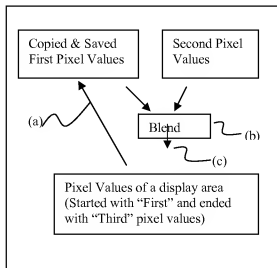 Copied & Saved
First Pixel Values
Second Pixel
Values
(a)
Blend
(b)
(c)
Pixel Values of a display area
(Started with “First” and ended
with “Third” pixel values)